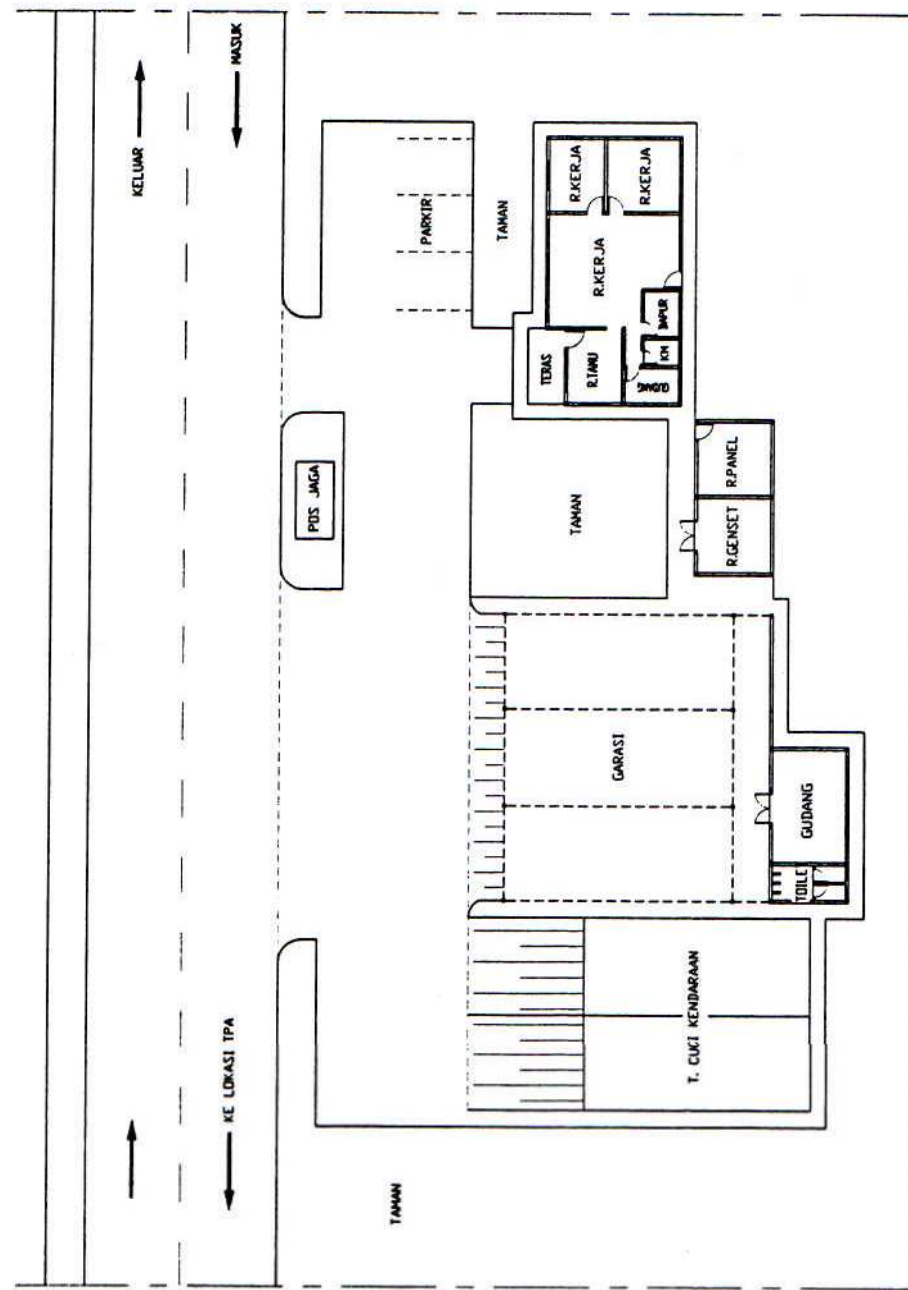 KELUAR
KE LOKASI TPA
MASUK
POS JAGA
TAMAN
PARKIR
TAMAN
TERAS
TAMAN
R.KERJA
R.TAMU
R.KERJA
GARASI
R.KERJA
KM
DAPUR
T. CUCI KENDARAAN
R.GENSET
R.PANEL
TOILE
GUDANG